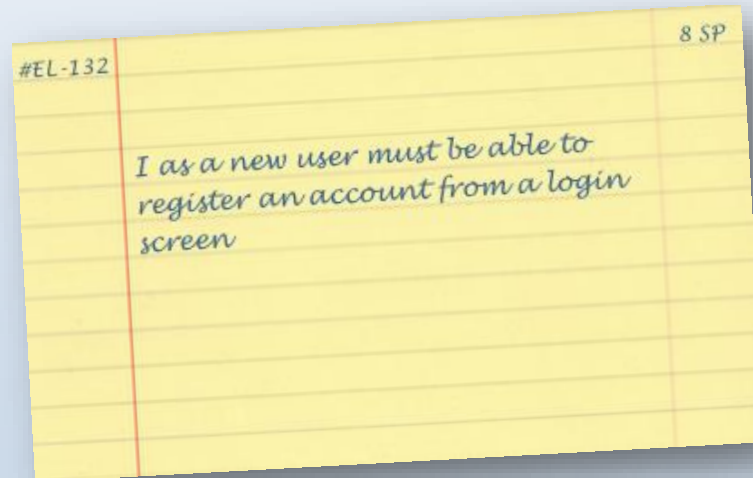 #EL-132
8 SP
I as a new user must be able to
register an account from a login
screen